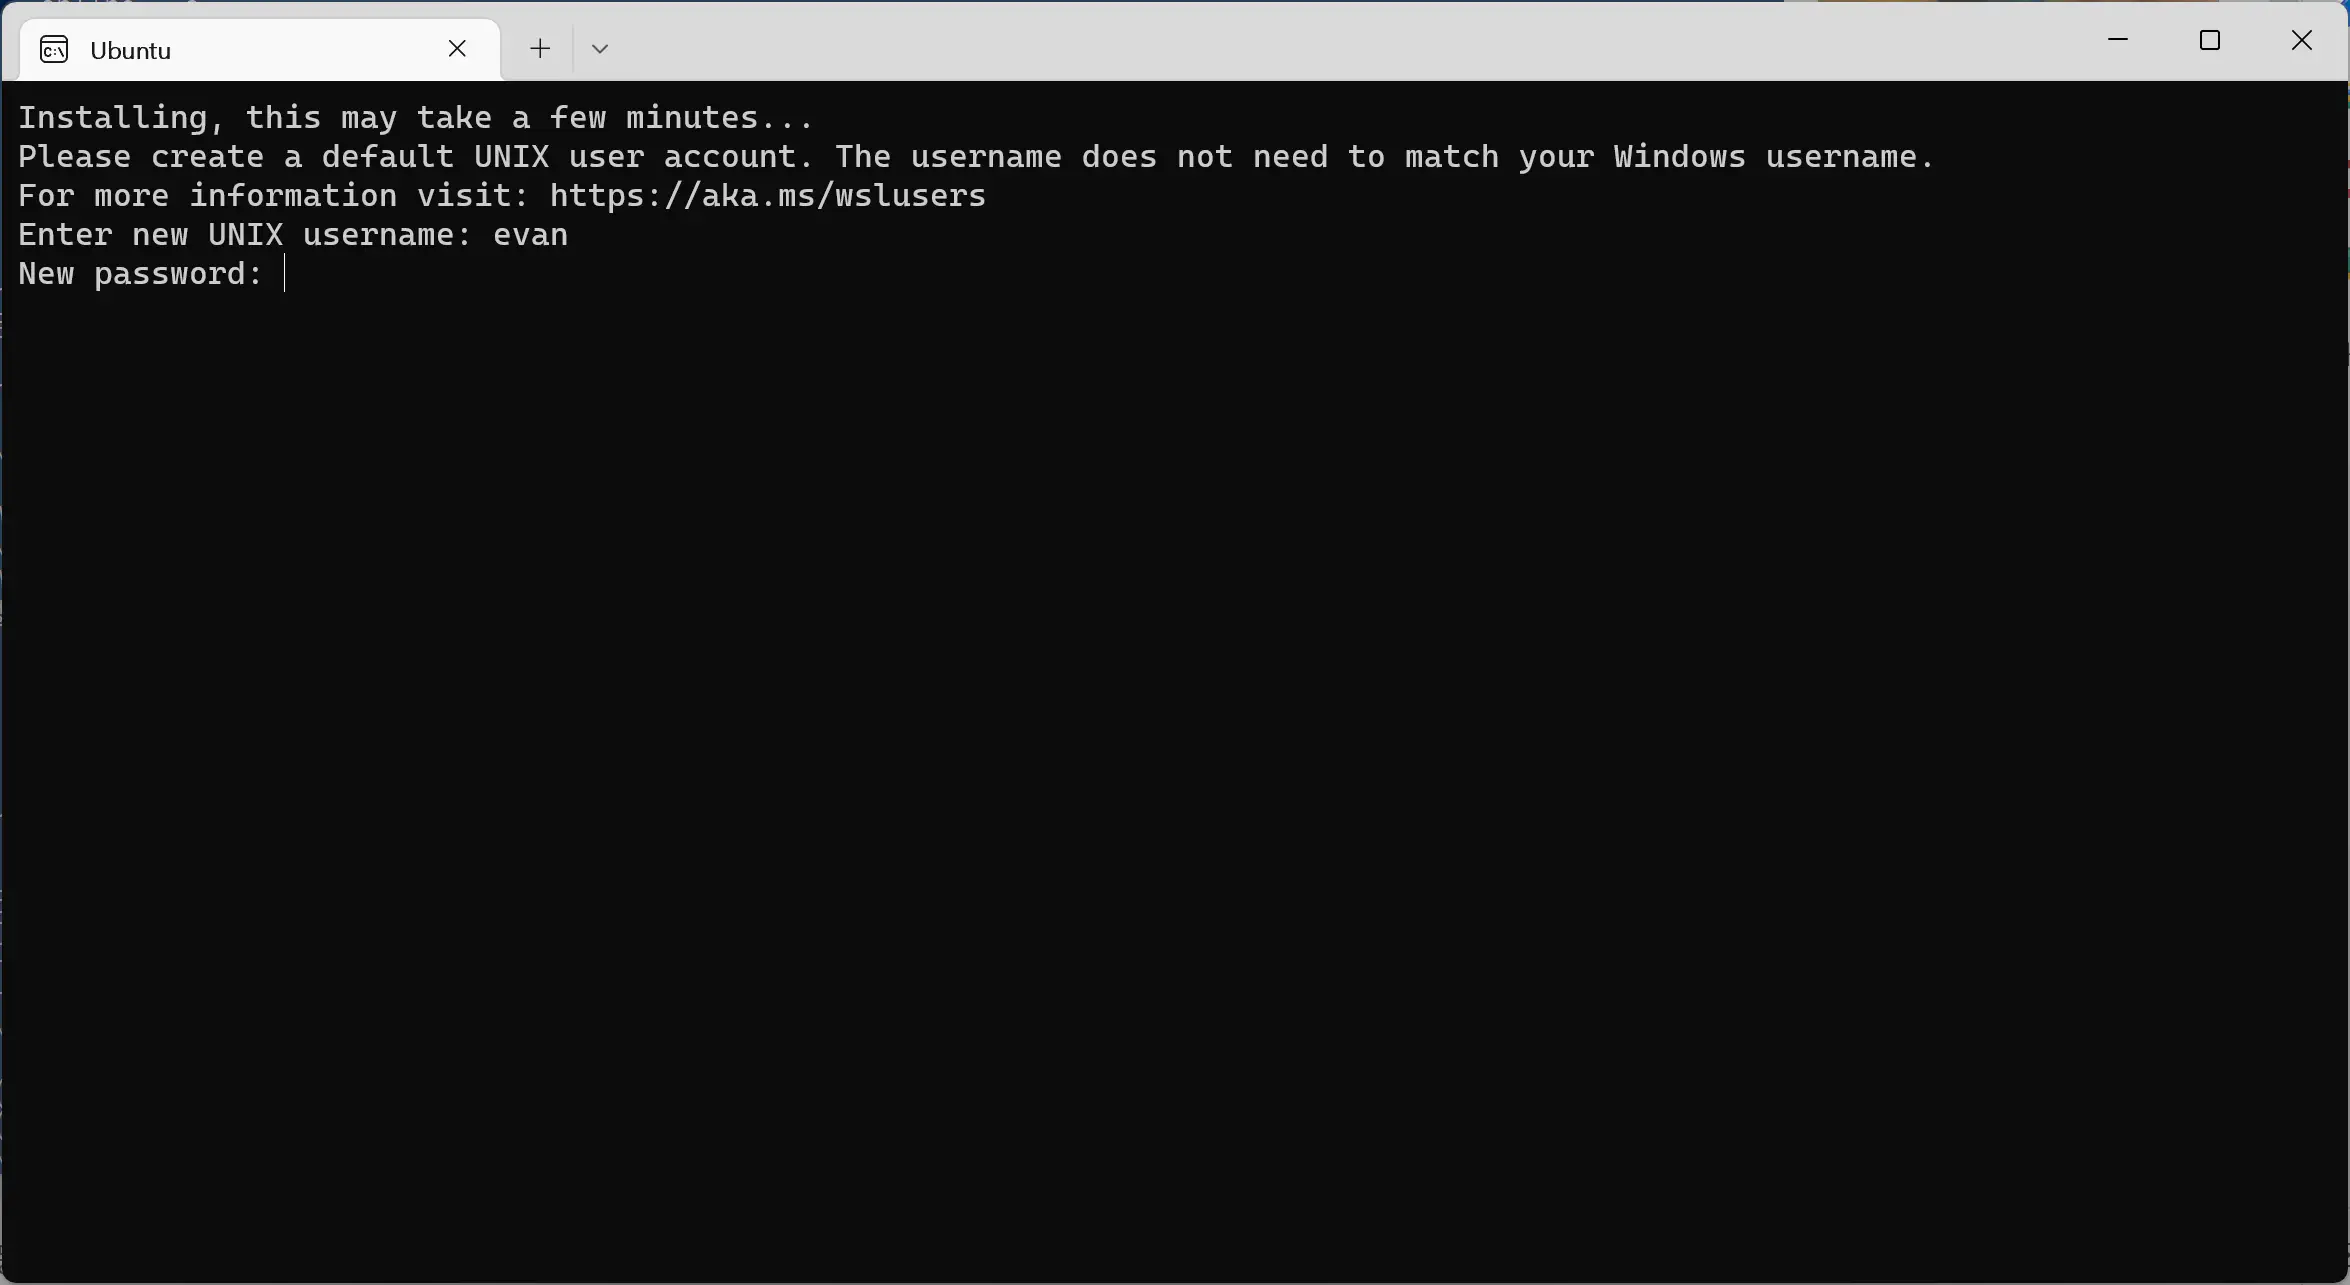 Ubuntu
Installing, this may take a few minutes...
Please create a default UNIX user account. The username does not need to match your Windows username.
For more information visit: https://aka.ms/wslusers
Enter new UNIX username: evan
New password: